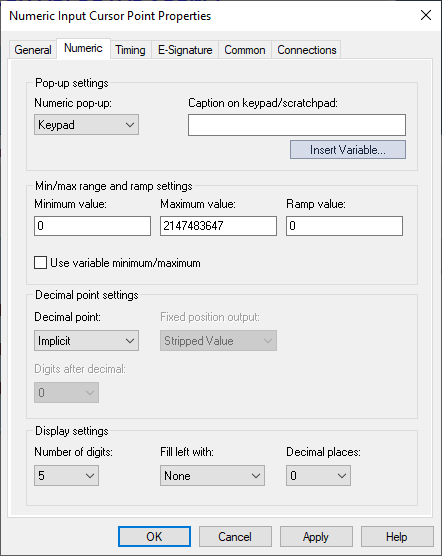 Numeric Input Cursor Point Properties
General Numeric Timing E-Signature Common Connections
Pop-up settings
Numeric pop-up: Caption on keypad/scratchpad:
Keypad
Insert Variable...
Min/max range and ramp settings
Minimum value: Maximum value: Ramp value:
0 2147483647 0
Use variable minimum/maximum
Decimal point settings
Decimal point: Fixed position output:
Implicit Stripped Value
Digits after decimal:
0
Display settings
Number of digits: Fill left with: Decimal places:
5 None 0
OK Cancel Apply Help